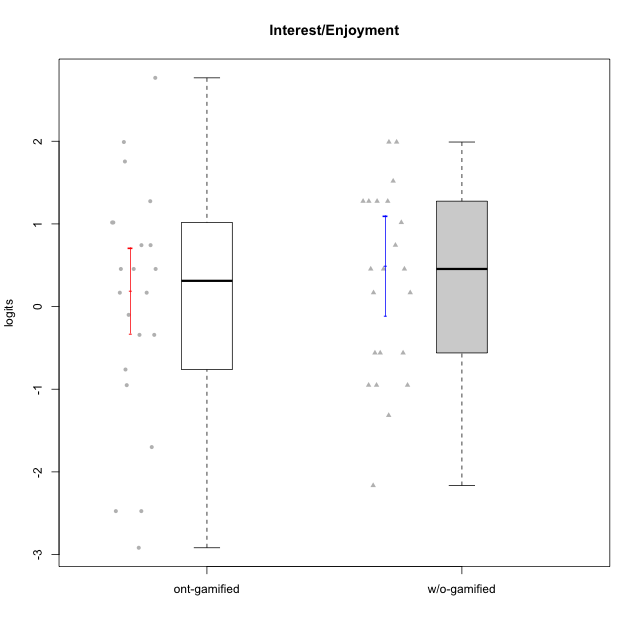 Interest/Enjoyment
logits
2
1
0
-1
-2
-3
ont-gamified
w/o-gamified